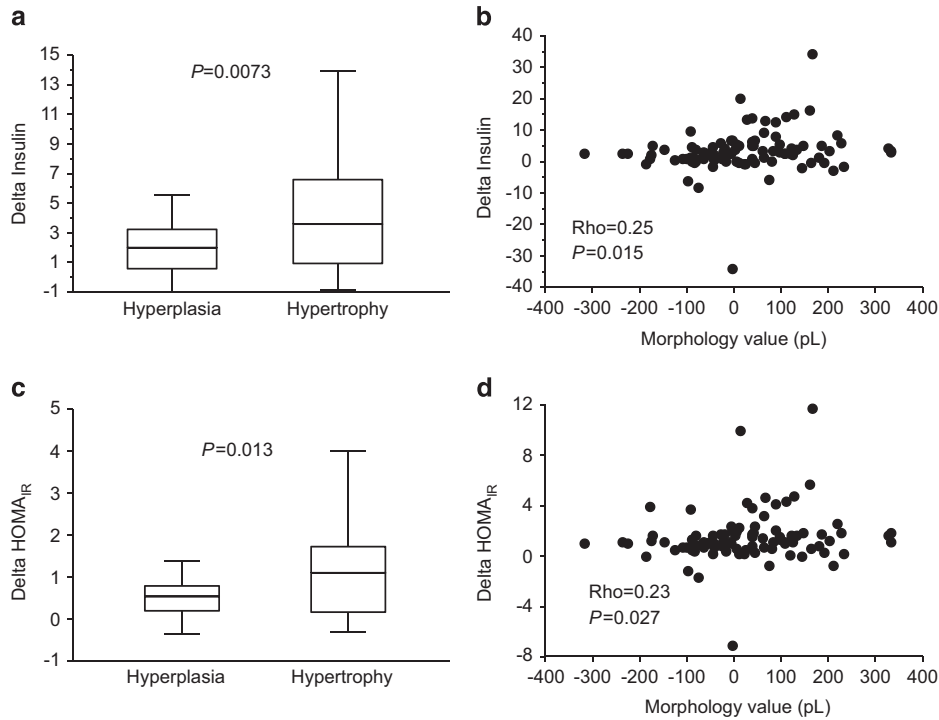 a
15
13
11
9
7
5
3
1
-1
Delta Insulin
P=0.0073
Hyperplasia Hypertrophy
b
40
30
20
10
0
-10
-20
-30
-40
Delta Insulin
Rho=0.25
P=0.015
-400 -300 -200 -100 0 100 200 300 400
Morphology value (pL)
c
5
4
3
2
1
0
-1
Delta HOMAIR
P=0.013
Hyperplasia Hypertrophy
d
12
8
4
0
-4
-8
Delta HOMAIR
Rho=0.23
P=0.027
-400 -300 -200 -100 0 100 200 300 400
Morphology value (pL)